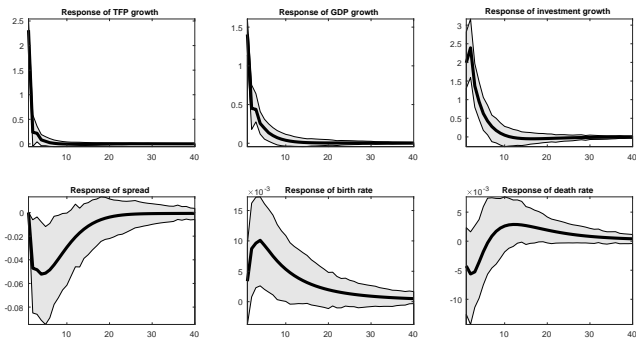 Response of TFP growth
2.5
2
1.5
1
0.5
0
10 20 30 40
Response of GDP growth
1.5
1
0.5
0
10 20 30 40
Response of investment growth
3
2.5
2
1.5
1
0.5
0
10 20 30 40
Response of spread
0
-0.02
-0.04
-0.06
-0.08
10 20 30 40
×10⁻³ Response of birth rate
15
10
5
0
10 20 30 40
×10⁻³ Response of death rate
5
0
-5
-10
10 20 30 40